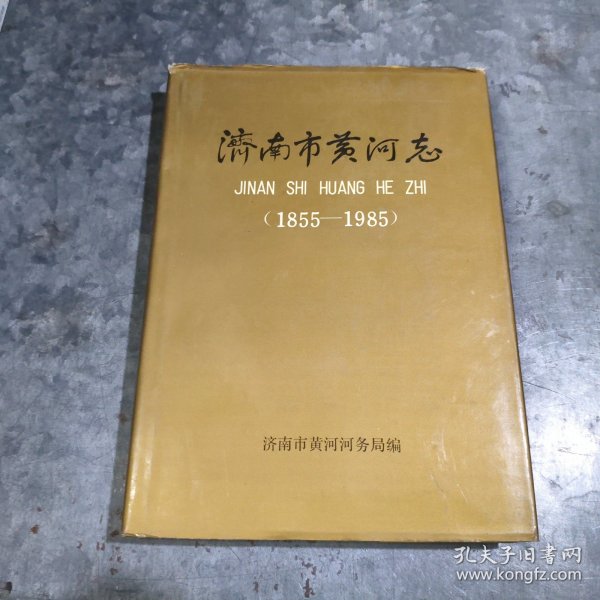 濟南市黄河志
JINAN SHI HUANG HE ZHI
(1855—1985)
济南市黄河河务局编
孔夫子旧书网
www.kongfz.com